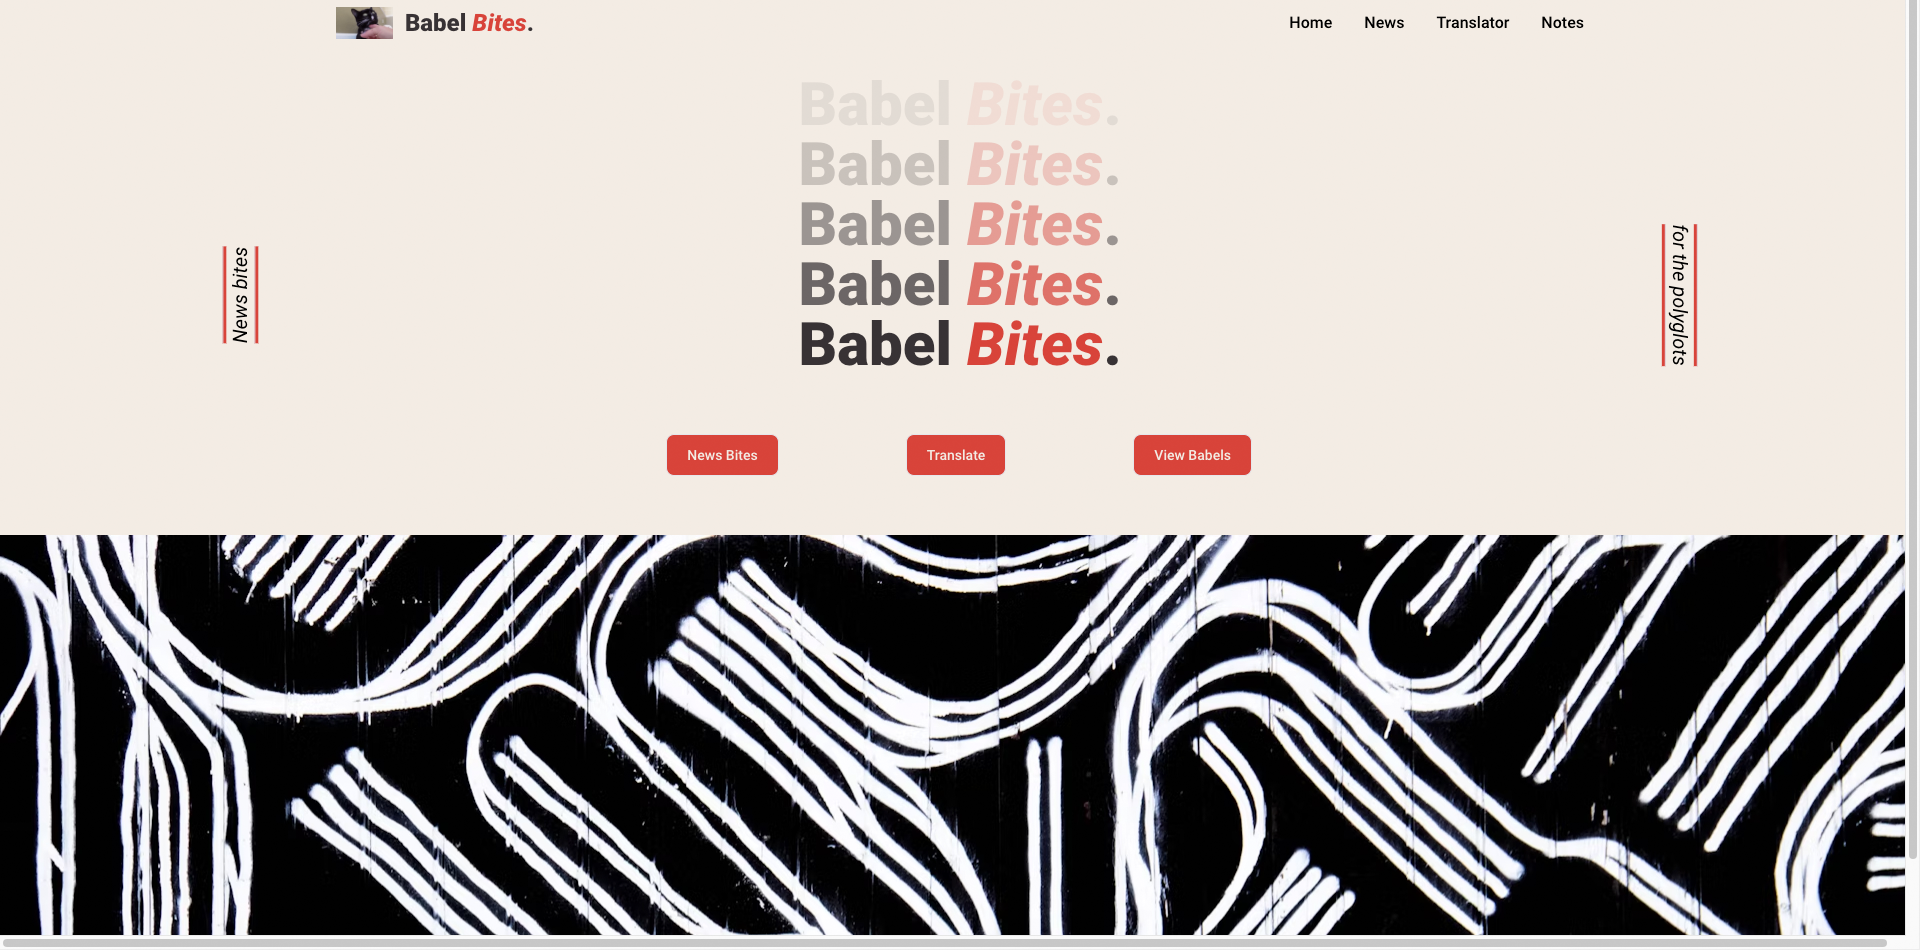 Babel Bites.
Home News Translator Notes
Babel Bites.
Babel Bites.
Babel Bites.
Babel Bites.
Babel Bites.
News bites
for the polyglots
News Bites
Translate
View Babels